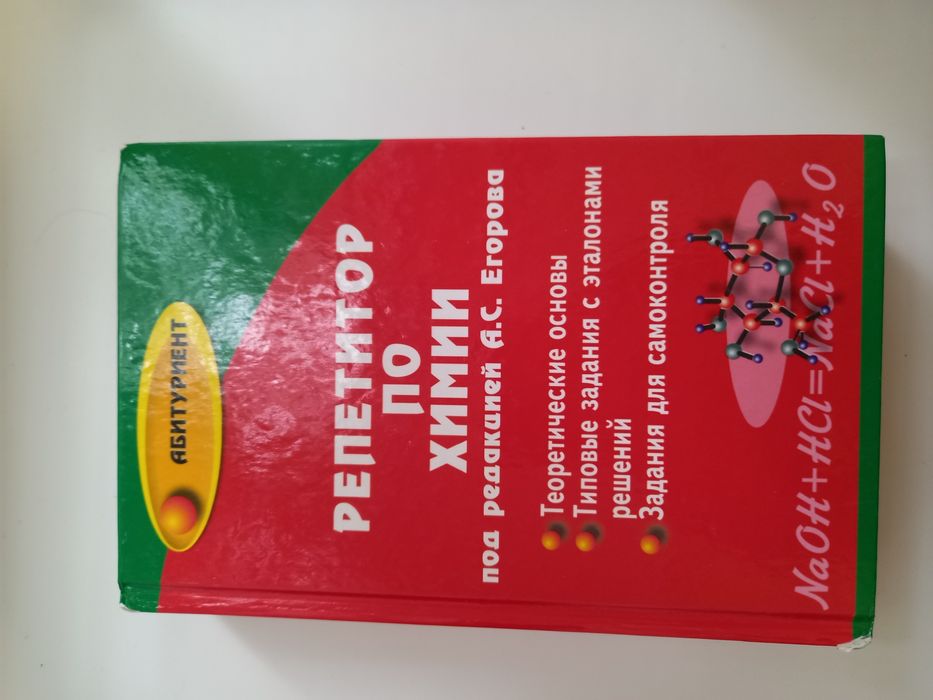 АБИТУРИЕНТ
РЕПЕТИТОР
ПО
ХИМИИ
под редакцией А.С. Егорова
Теоретические основы
Типовые задания с эталонами
решений
Задания для самоконтроля
NaOH+HCl=NaCl+H₂O